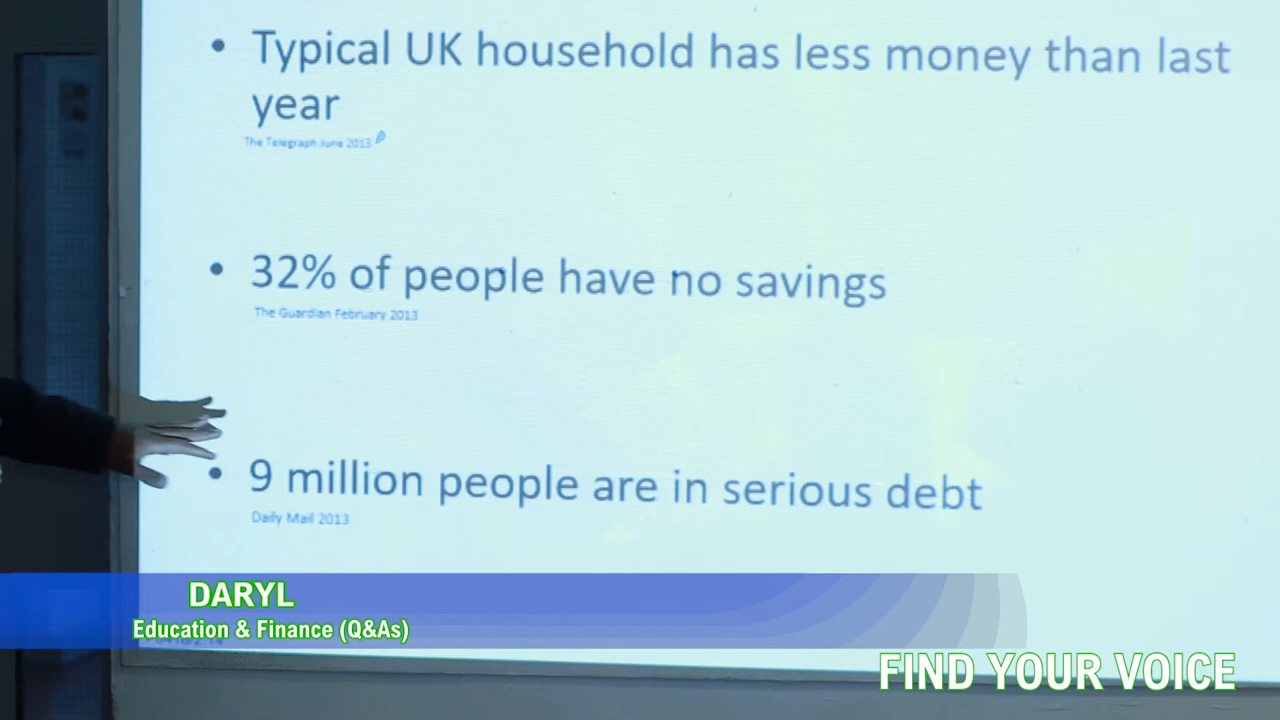 • Typical UK household has less money than last
year
The Telegraph June 2013
• 32% of people have no savings
The Guardian February 2013
• 9 million people are in serious debt
Daily Mail 2013
DARYL
Education & Finance (Q&As)
FIND YOUR VOICE